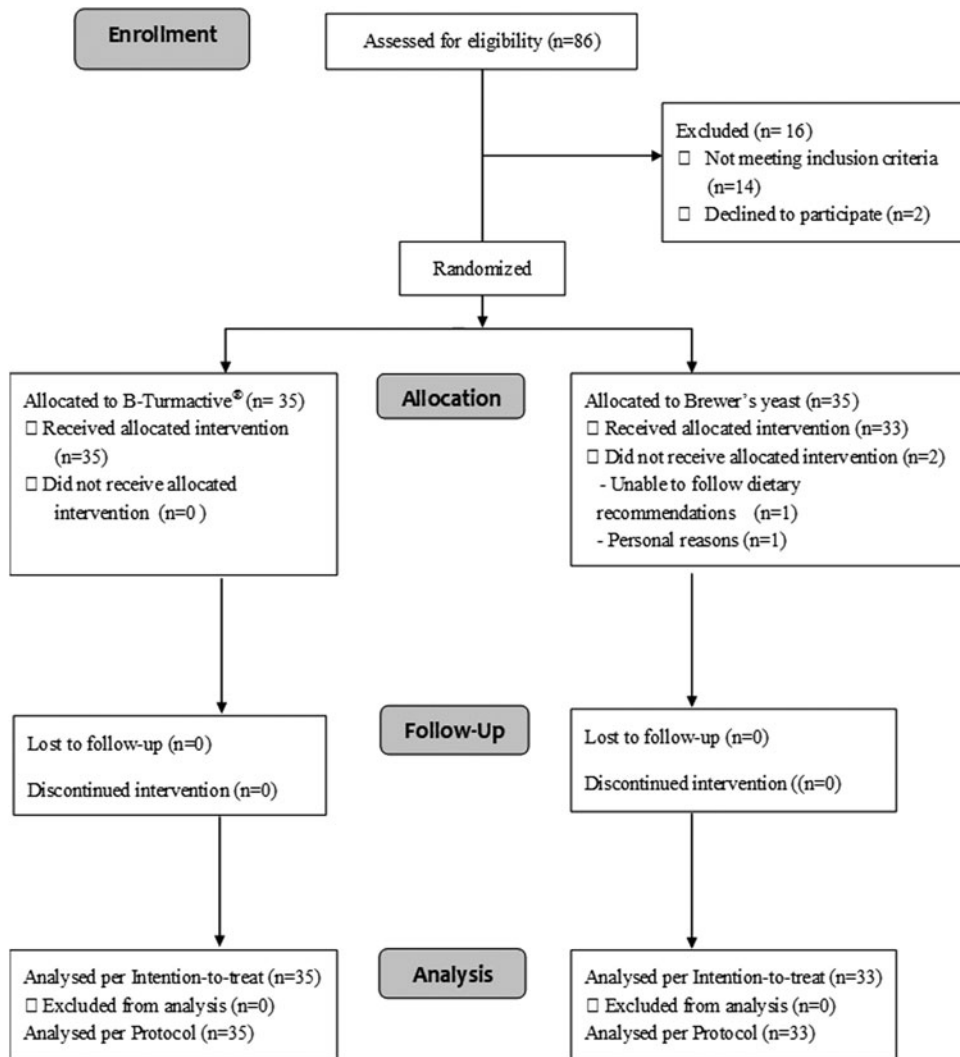 Enrollment
Assessed for eligibility (n=86)
Excluded (n= 16)
□ Not meeting inclusion criteria
(n=14)
□ Declined to participate (n=2)
Randomized
Allocation
Allocated to B-Turmactive® (n= 35)
□ Received allocated intervention
(n=35)
□ Did not receive allocated
intervention (n=0 )
Allocated to Brewer’s yeast (n=35)
□ Received allocated intervention (n=33)
□ Did not receive allocated intervention (n=2)
- Unable to follow dietary
recommendations (n=1)
- Personal reasons (n=1)
Follow-Up
Lost to follow-up (n=0)
Discontinued intervention (n=0)
Lost to follow-up (n=0)
Discontinued intervention ((n=0)
Analysis
Analysed per Intention-to-treat (n=35)
□ Excluded from analysis (n=0)
Analysed per Protocol (n=35)
Analysed per Intention-to-treat (n=33)
□ Excluded from analysis (n=0)
Analysed per Protocol (n=33)